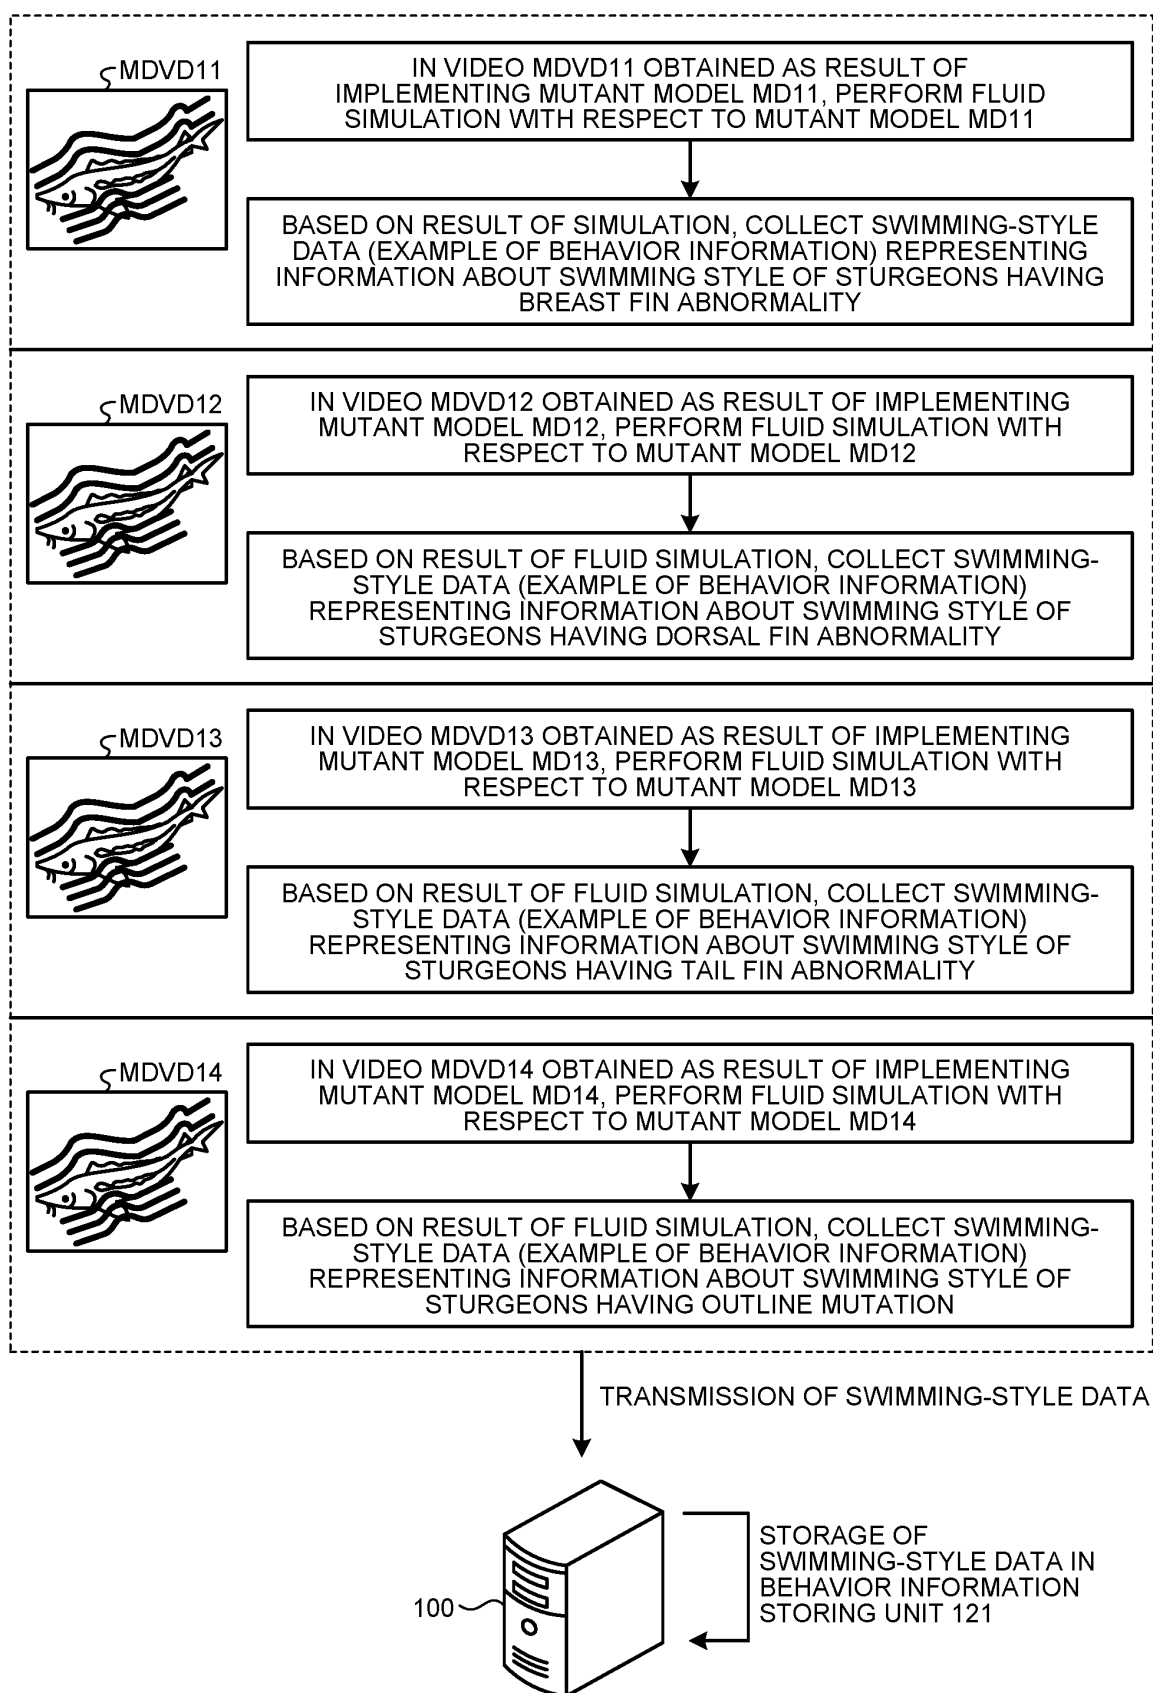 MDVD11
IN VIDEO MDVD11 OBTAINED AS RESULT OF
IMPLEMENTING MUTANT MODEL MD11, PERFORM FLUID
SIMULATION WITH RESPECT TO MUTANT MODEL MD11
BASED ON RESULT OF SIMULATION, COLLECT SWIMMING-STYLE
DATA (EXAMPLE OF BEHAVIOR INFORMATION) REPRESENTING
INFORMATION ABOUT SWIMMING STYLE OF STURGEONS HAVING
BREAST FIN ABNORMALITY
MDVD12
IN VIDEO MDVD12 OBTAINED AS RESULT OF IMPLEMENTING
MUTANT MODEL MD12, PERFORM FLUID SIMULATION WITH
RESPECT TO MUTANT MODEL MD12
BASED ON RESULT OF FLUID SIMULATION, COLLECT SWIMMING-
STYLE DATA (EXAMPLE OF BEHAVIOR INFORMATION)
REPRESENTING INFORMATION ABOUT SWIMMING STYLE OF
STURGEONS HAVING DORSAL FIN ABNORMALITY
MDVD13
IN VIDEO MDVD13 OBTAINED AS RESULT OF IMPLEMENTING
MUTANT MODEL MD13, PERFORM FLUID SIMULATION WITH
RESPECT TO MUTANT MODEL MD13
BASED ON RESULT OF FLUID SIMULATION, COLLECT SWIMMING-
STYLE DATA (EXAMPLE OF BEHAVIOR INFORMATION)
REPRESENTING INFORMATION ABOUT SWIMMING STYLE OF
STURGEONS HAVING TAIL FIN ABNORMALITY
MDVD14
IN VIDEO MDVD14 OBTAINED AS RESULT OF IMPLEMENTING
MUTANT MODEL MD14, PERFORM FLUID SIMULATION WITH
RESPECT TO MUTANT MODEL MD14
BASED ON RESULT OF FLUID SIMULATION, COLLECT SWIMMING-
STYLE DATA (EXAMPLE OF BEHAVIOR INFORMATION)
REPRESENTING INFORMATION ABOUT SWIMMING STYLE OF
STURGEONS HAVING OUTLINE MUTATION
TRANSMISSION OF SWIMMING-STYLE DATA
100
STORAGE OF
SWIMMING-STYLE DATA IN
BEHAVIOR INFORMATION
STORING UNIT 121